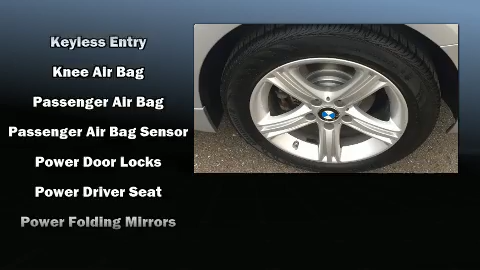 Keyless Entry
Knee Air Bag
Passenger Air Bag
Passenger Air Bag Sensor
Power Door Locks
Power Driver Seat
Power Folding Mirrors